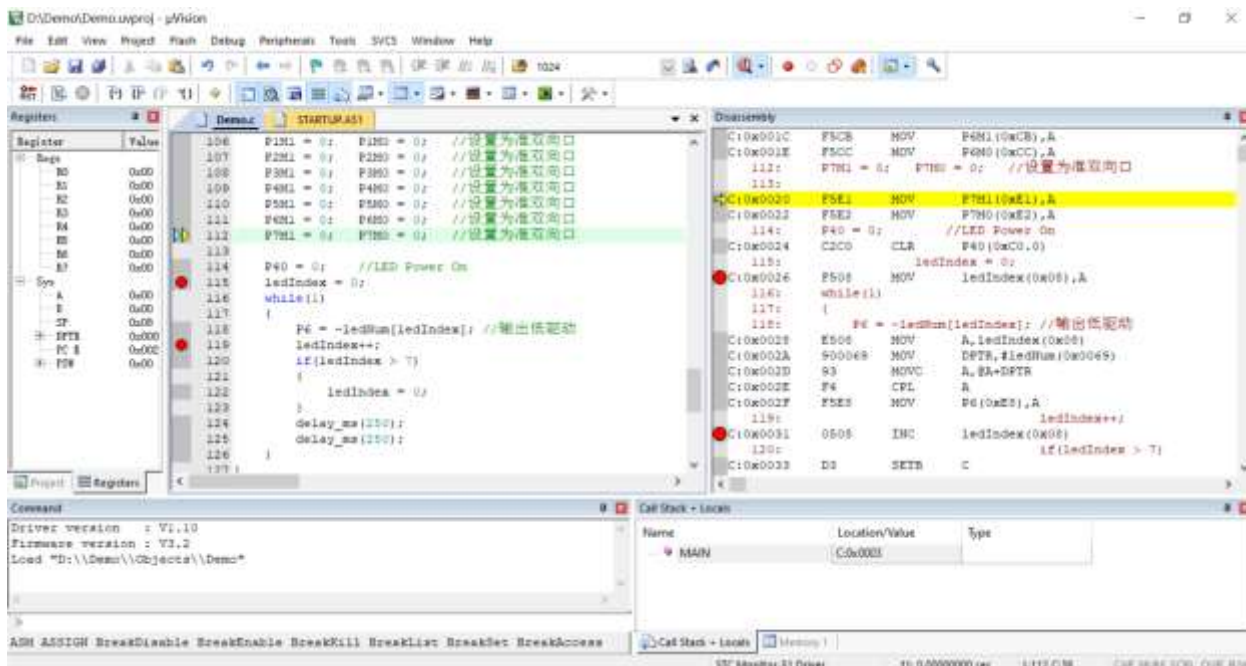 D:\Demo\Demo.uvproj - µVision
File Edit View Project Flash Debug Peripherals Tools SVCS Window Help
1024
Registers
Register Value
Regs
R0 0x00
R1 0x00
R2 0x00
R3 0x00
R4 0x00
R5 0x00
R6 0x00
R7 0x00
Sys
A 0x00
B 0x00
SP 0x08
DPTR 0x000
PC $ 0x002
PSW 0x00
Project Registers
Demo.c STARTUP.A51
106 P1M1 = 0; P1M0 = 0; //设置为准双向口
107 P2M1 = 0; P2M0 = 0; //设置为准双向口
108 P3M1 = 0; P3M0 = 0; //设置为准双向口
109 P4M1 = 0; P4M0 = 0; //设置为准双向口
110 P5M1 = 0; P5M0 = 0; //设置为准双向口
111 P6M1 = 0; P6M0 = 0; //设置为准双向口
112 P7M1 = 0; P7M0 = 0; //设置为准双向口
113
114 P40 = 0; //LED Power On
115 ledIndex = 0;
116 while(1)
117 {
118 P6 = ~ledNum[ledIndex]; //输出低驱动
119 ledIndex++;
120 if(ledIndex > 7)
121 {
122 ledIndex = 0;
123 }
124 delay_ms(250);
125 delay_ms(250);
126 }
127 }
Disassembly
C:0x001C F5CB MOV P6M1(0xCB),A
C:0x001E F5CC MOV P6M0(0xCC),A
112: P7M1 = 0; P7M0 = 0; //设置为准双向口
113:
C:0x0020 F5E1 MOV P7M1(0xE1),A
C:0x0022 F5E2 MOV P7M0(0xE2),A
114: P40 = 0; //LED Power On
C:0x0024 C2C0 CLR P40(0xC0.0)
115: ledIndex = 0;
C:0x0026 F508 MOV ledIndex(0x08),A
116: while(1)
117: {
118: P6 = ~ledNum[ledIndex]; //输出低驱动
C:0x0028 E508 MOV A,ledIndex(0x08)
C:0x002A 900069 MOV DPTR,#ledNum(0x0069)
C:0x002D 93 MOVC A,@A+DPTR
C:0x002E F4 CPL A
C:0x002F F5E8 MOV P6(0xE8),A
119: ledIndex++;
C:0x0031 0508 INC ledIndex(0x08)
120: if(ledIndex > 7)
C:0x0033 D3 SETB C
Command
Driver version : V1.10
Firmware version : V3.2
Load "D:\\Demo\\Objects\\Demo"
>
ASM ASSIGN BreakDisable BreakEnable BreakKill BreakList BreakSet BreakAccess
Call Stack + Locals
Name Location/Value Type
MAIN C:0x0003
Call Stack + Locals Memory 1
STC Monitor-51 Driver t1: 0.00000000 sec L:112 C:38 CAP NUM SCRL OVR R/W